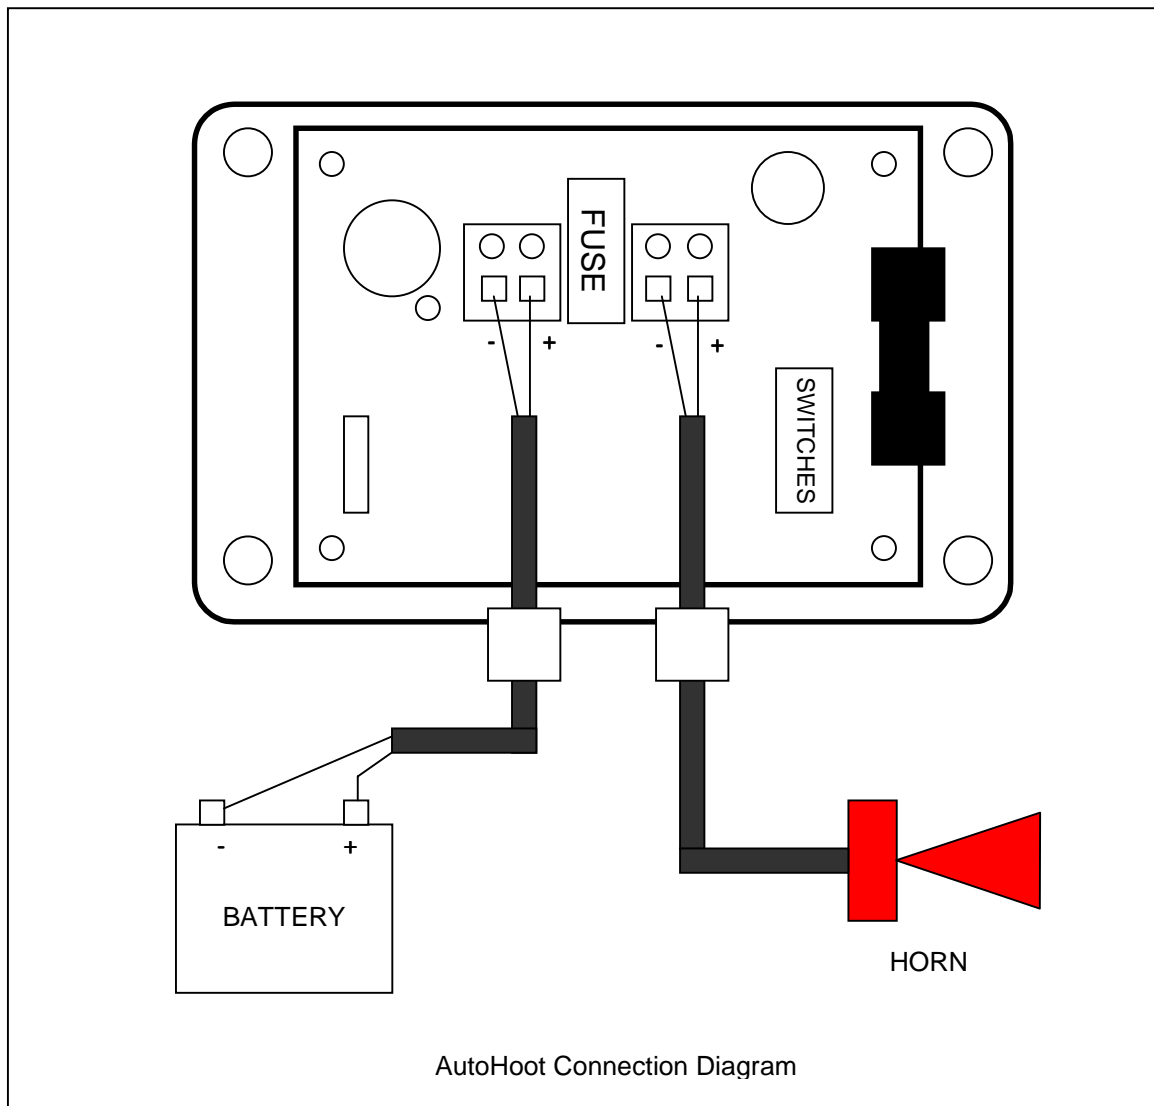 FUSE
- + - +
SWITCHES
- +
BATTERY
HORN
AutoHoot Connection Diagram